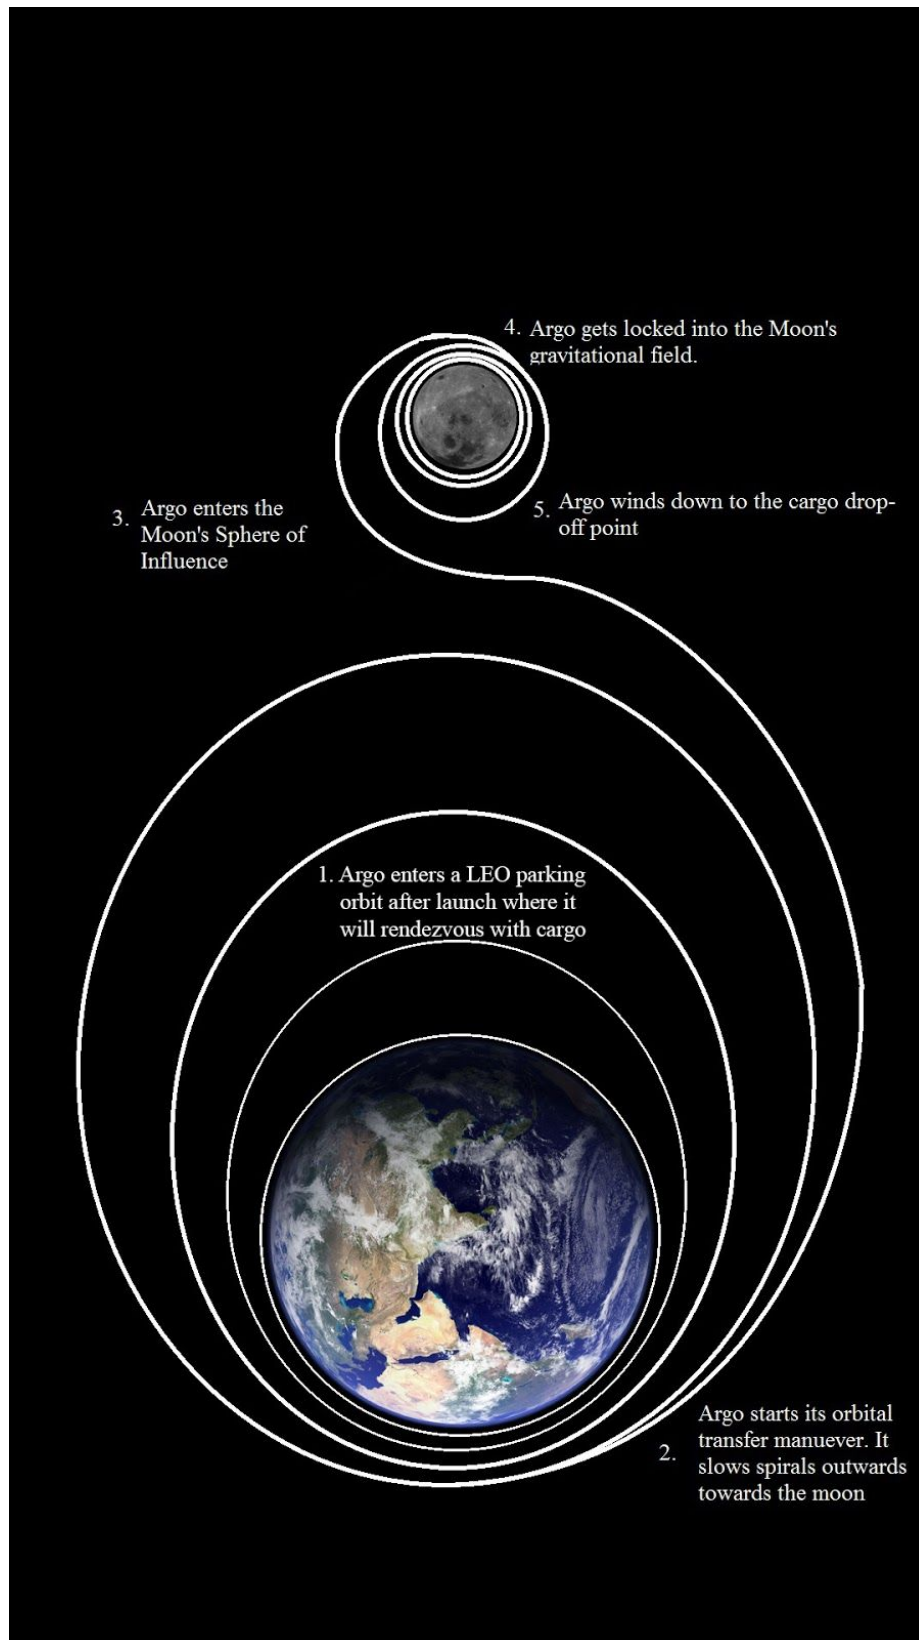 1. Argo enters a LEO parking
orbit after launch where it
will rendezvous with cargo
2. Argo starts its orbital
transfer manuever. It
slows spirals outwards
towards the moon
3. Argo enters the
Moon's Sphere of
Influence
4. Argo gets locked into the Moon's
gravitational field.
5. Argo winds down to the cargo drop-
off point